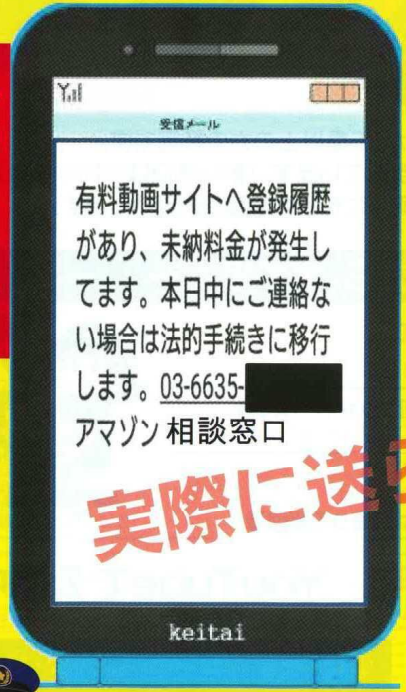 受信メール
有料動画サイトへ登録履歴
があり、未納料金が発生し
てます。本日中にご連絡な
い場合は法的手続きに移行
します。03-6635-
アマゾン相談窓口
実際に送ら
keitai